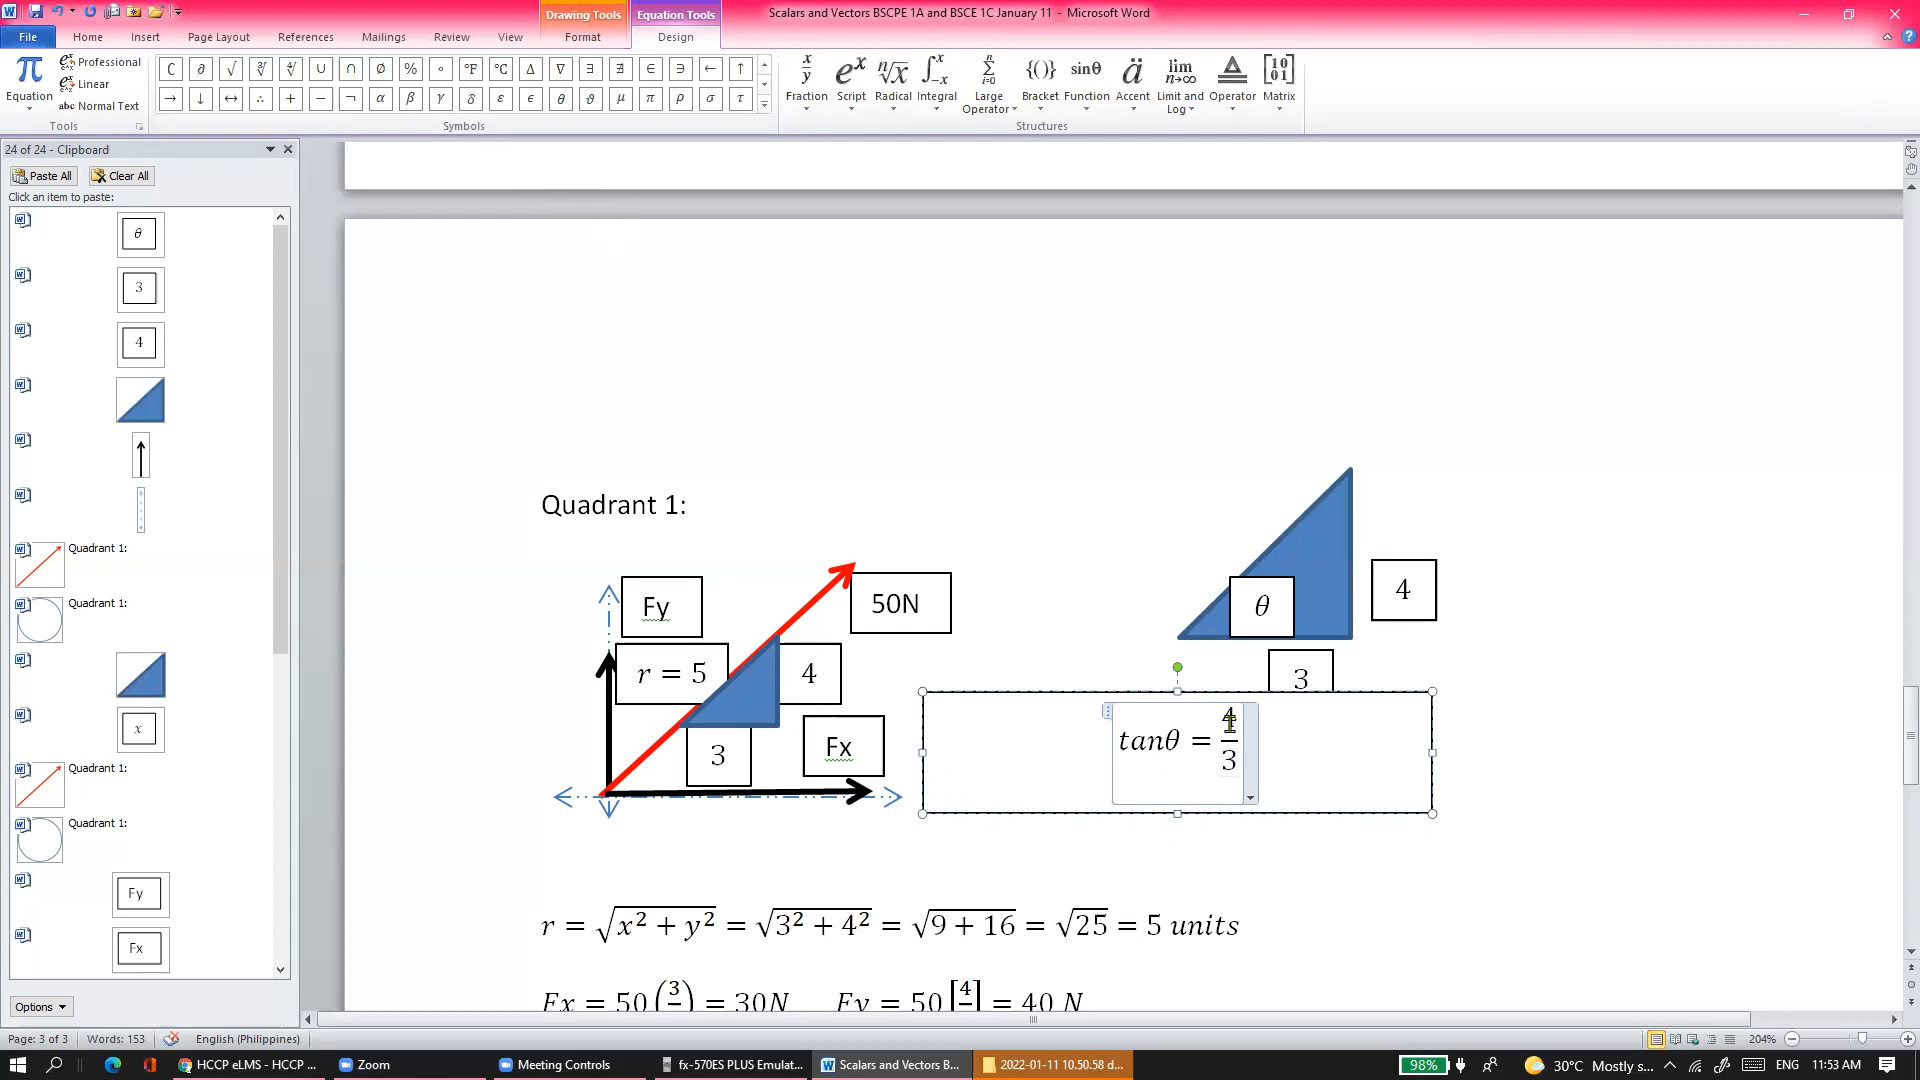 Drawing Tools
Equation Tools
Scalars and Vectors BSCPE 1A and BSCE 1C January 11 - Microsoft Word
File
Home
Insert
Page Layout
References
Mailings
Review
View
Format
Design
π Equation
Professional
Linear
abc Normal Text
Tools
∁ ∂ √ ∛ ∜ ∪ ∩ ∅ % ° °F °C ∆ ∇ ∃ ∄ ∈ ∋ ← ↑
→ ↓ ↔ ∴ + − ¬ α β γ δ ε ϵ θ ϑ μ π ρ σ τ
Symbols
Fraction
Script
Radical
Integral
Large Operator
Bracket
Function
Accent
Limit and Log
Operator
Matrix
Structures
24 of 24 - Clipboard
Paste All
Clear All
Click an item to paste:
θ
3
4
Quadrant 1:
Quadrant 1:
x
Quadrant 1:
Quadrant 1:
Fy
Fx
Options
Quadrant 1:
Fy
50N
r = 5
4
3
Fx
θ
4
3
tanθ = 4/3
r = √x² + y² = √3² + 4² = √9 + 16 = √25 = 5 units
Fx = 50 (3 = 30N Fy = 50 [4 = 40 N
Page: 3 of 3
Words: 153
English (Philippines)
204%
HCCP eLMS - HCCP ...
Zoom
Meeting Controls
fx-570ES PLUS Emulat...
Scalars and Vectors B...
2022-01-11 10.50.58 d...
98%
30°C Mostly s...
ENG
11:53 AM